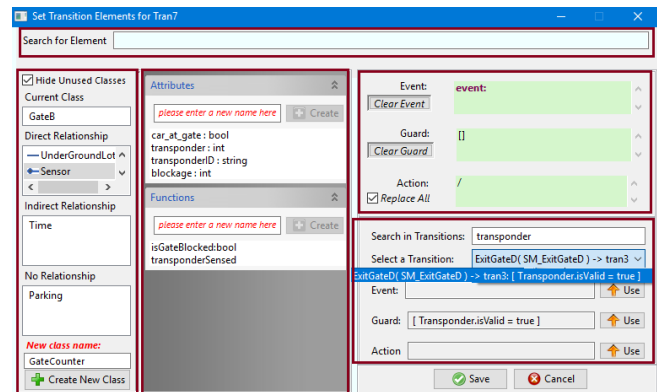 Set Transition Elements for Tran7
Search for Element
Hide Unused Classes
Current Class
GateB
Direct Relationship
UnderGroundLot
Sensor
Indirect Relationship
Time
No Relationship
Parking
New class name:
GateCounter
Create New Class
Attributes
please enter a new name here
Create
car_at_gate : bool
transponder : int
transponderID : string
blockage : int
Functions
please enter a new name here
Create
isGateBlocked:bool
transponderSensed
Event:
event:
Clear Event
Guard:
[]
Clear Guard
Action:
/
Replace All
Search in Transitions:
transponder
Select a Transition:
ExitGateD( SM_ExitGateD ) -> tran3
ExitGateD( SM_ExitGateD ) -> tran3: [ Transponder.isValid = true ]
Event:
Use
Guard:
[ Transponder.isValid = true ]
Use
Action
Use
Save
Cancel